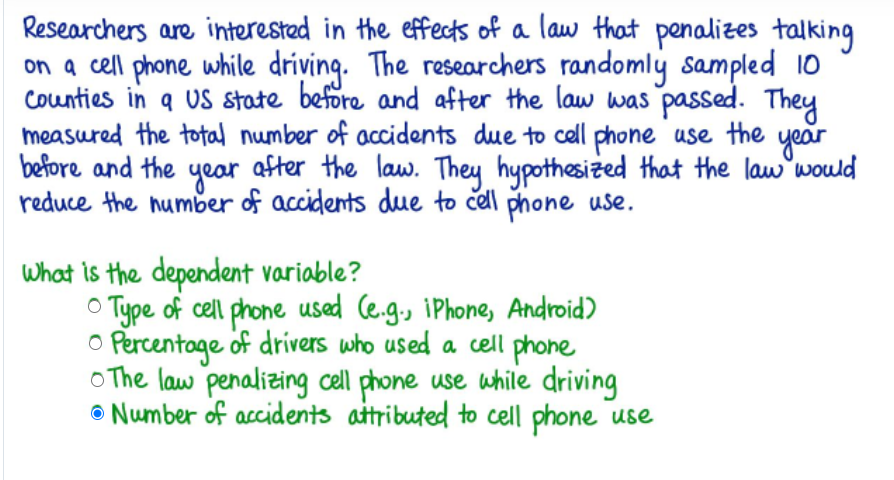 Researchers are interested in the effects of a law that penalizes talking
on a cell phone while driving. The researchers randomly sampled 10
Counties in a US state before and after the law was passed. They
measured the total number of accidents due to cell phone use the year
before and the year after the law. They hypothesized that the law would
reduce the number of accidents due to cell phone use.
What is the dependent variable?
Type of cell phone used (e.g., iPhone, Android)
Percentage of drivers who used a cell phone
The law penalizing cell phone use while driving
Number of accidents attributed to cell phone use